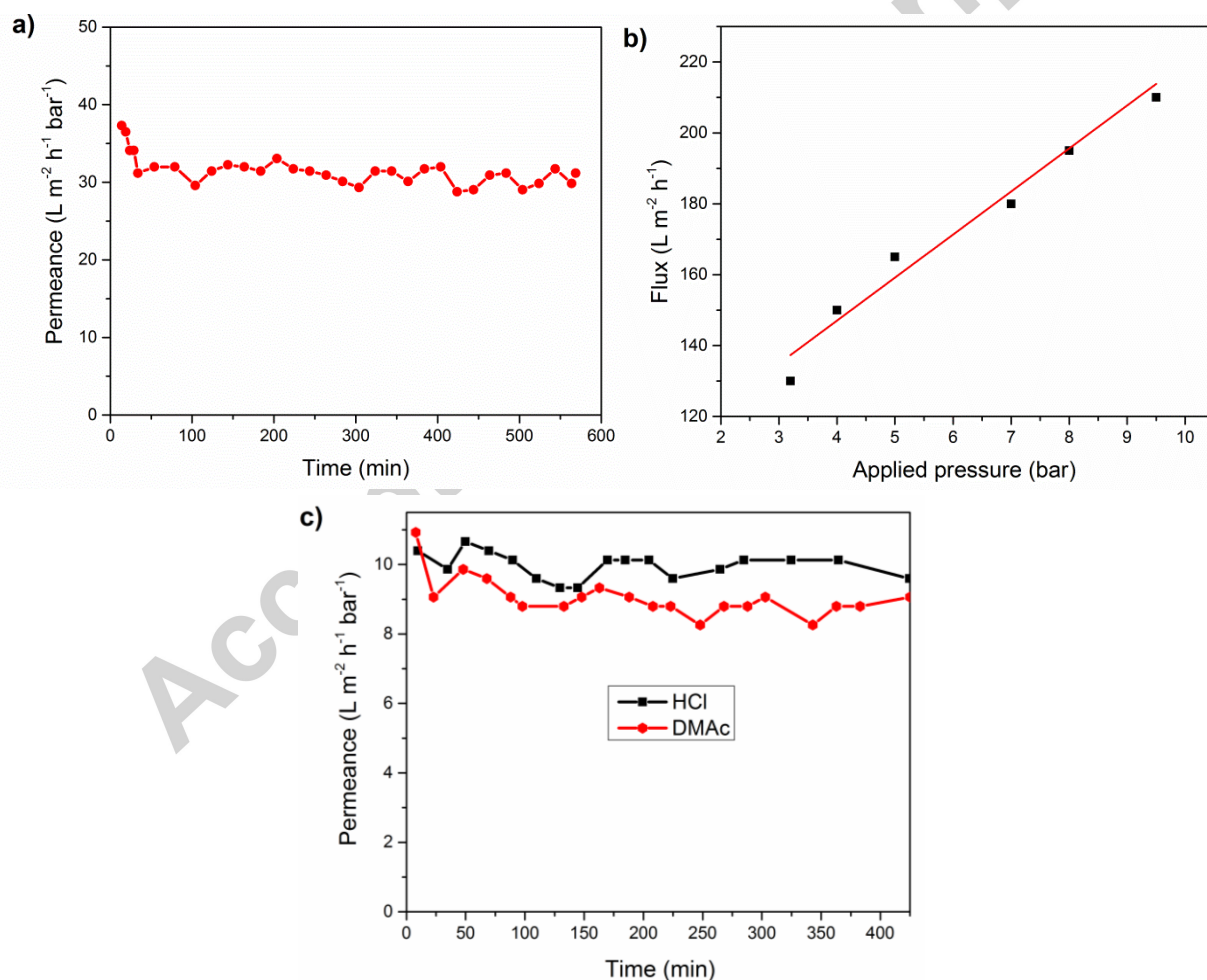 a)
50
40
30
20
10
0
Permeance (L m⁻² h⁻¹ bar⁻¹)
0 100 200 300 400 500 600
Time (min)
b)
220
200
180
160
140
120
Flux (L m⁻² h⁻¹)
2 3 4 5 6 7 8 9 10
Applied pressure (bar)
c)
10
8
6
4
2
0
Permeance (L m⁻² h⁻¹ bar⁻¹)
HCl
DMAc
0 50 100 150 200 250 300 350 400
Time (min)